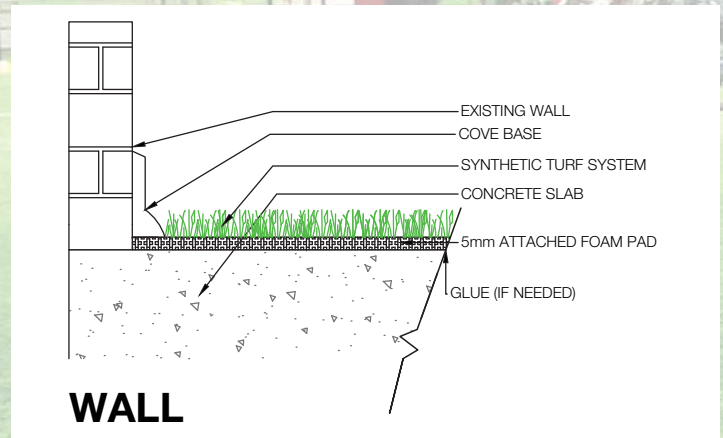 EXISTING WALL
COVE BASE
SYNTHETIC TURF SYSTEM
CONCRETE SLAB
5mm ATTACHED FOAM PAD
GLUE (IF NEEDED)
WALL